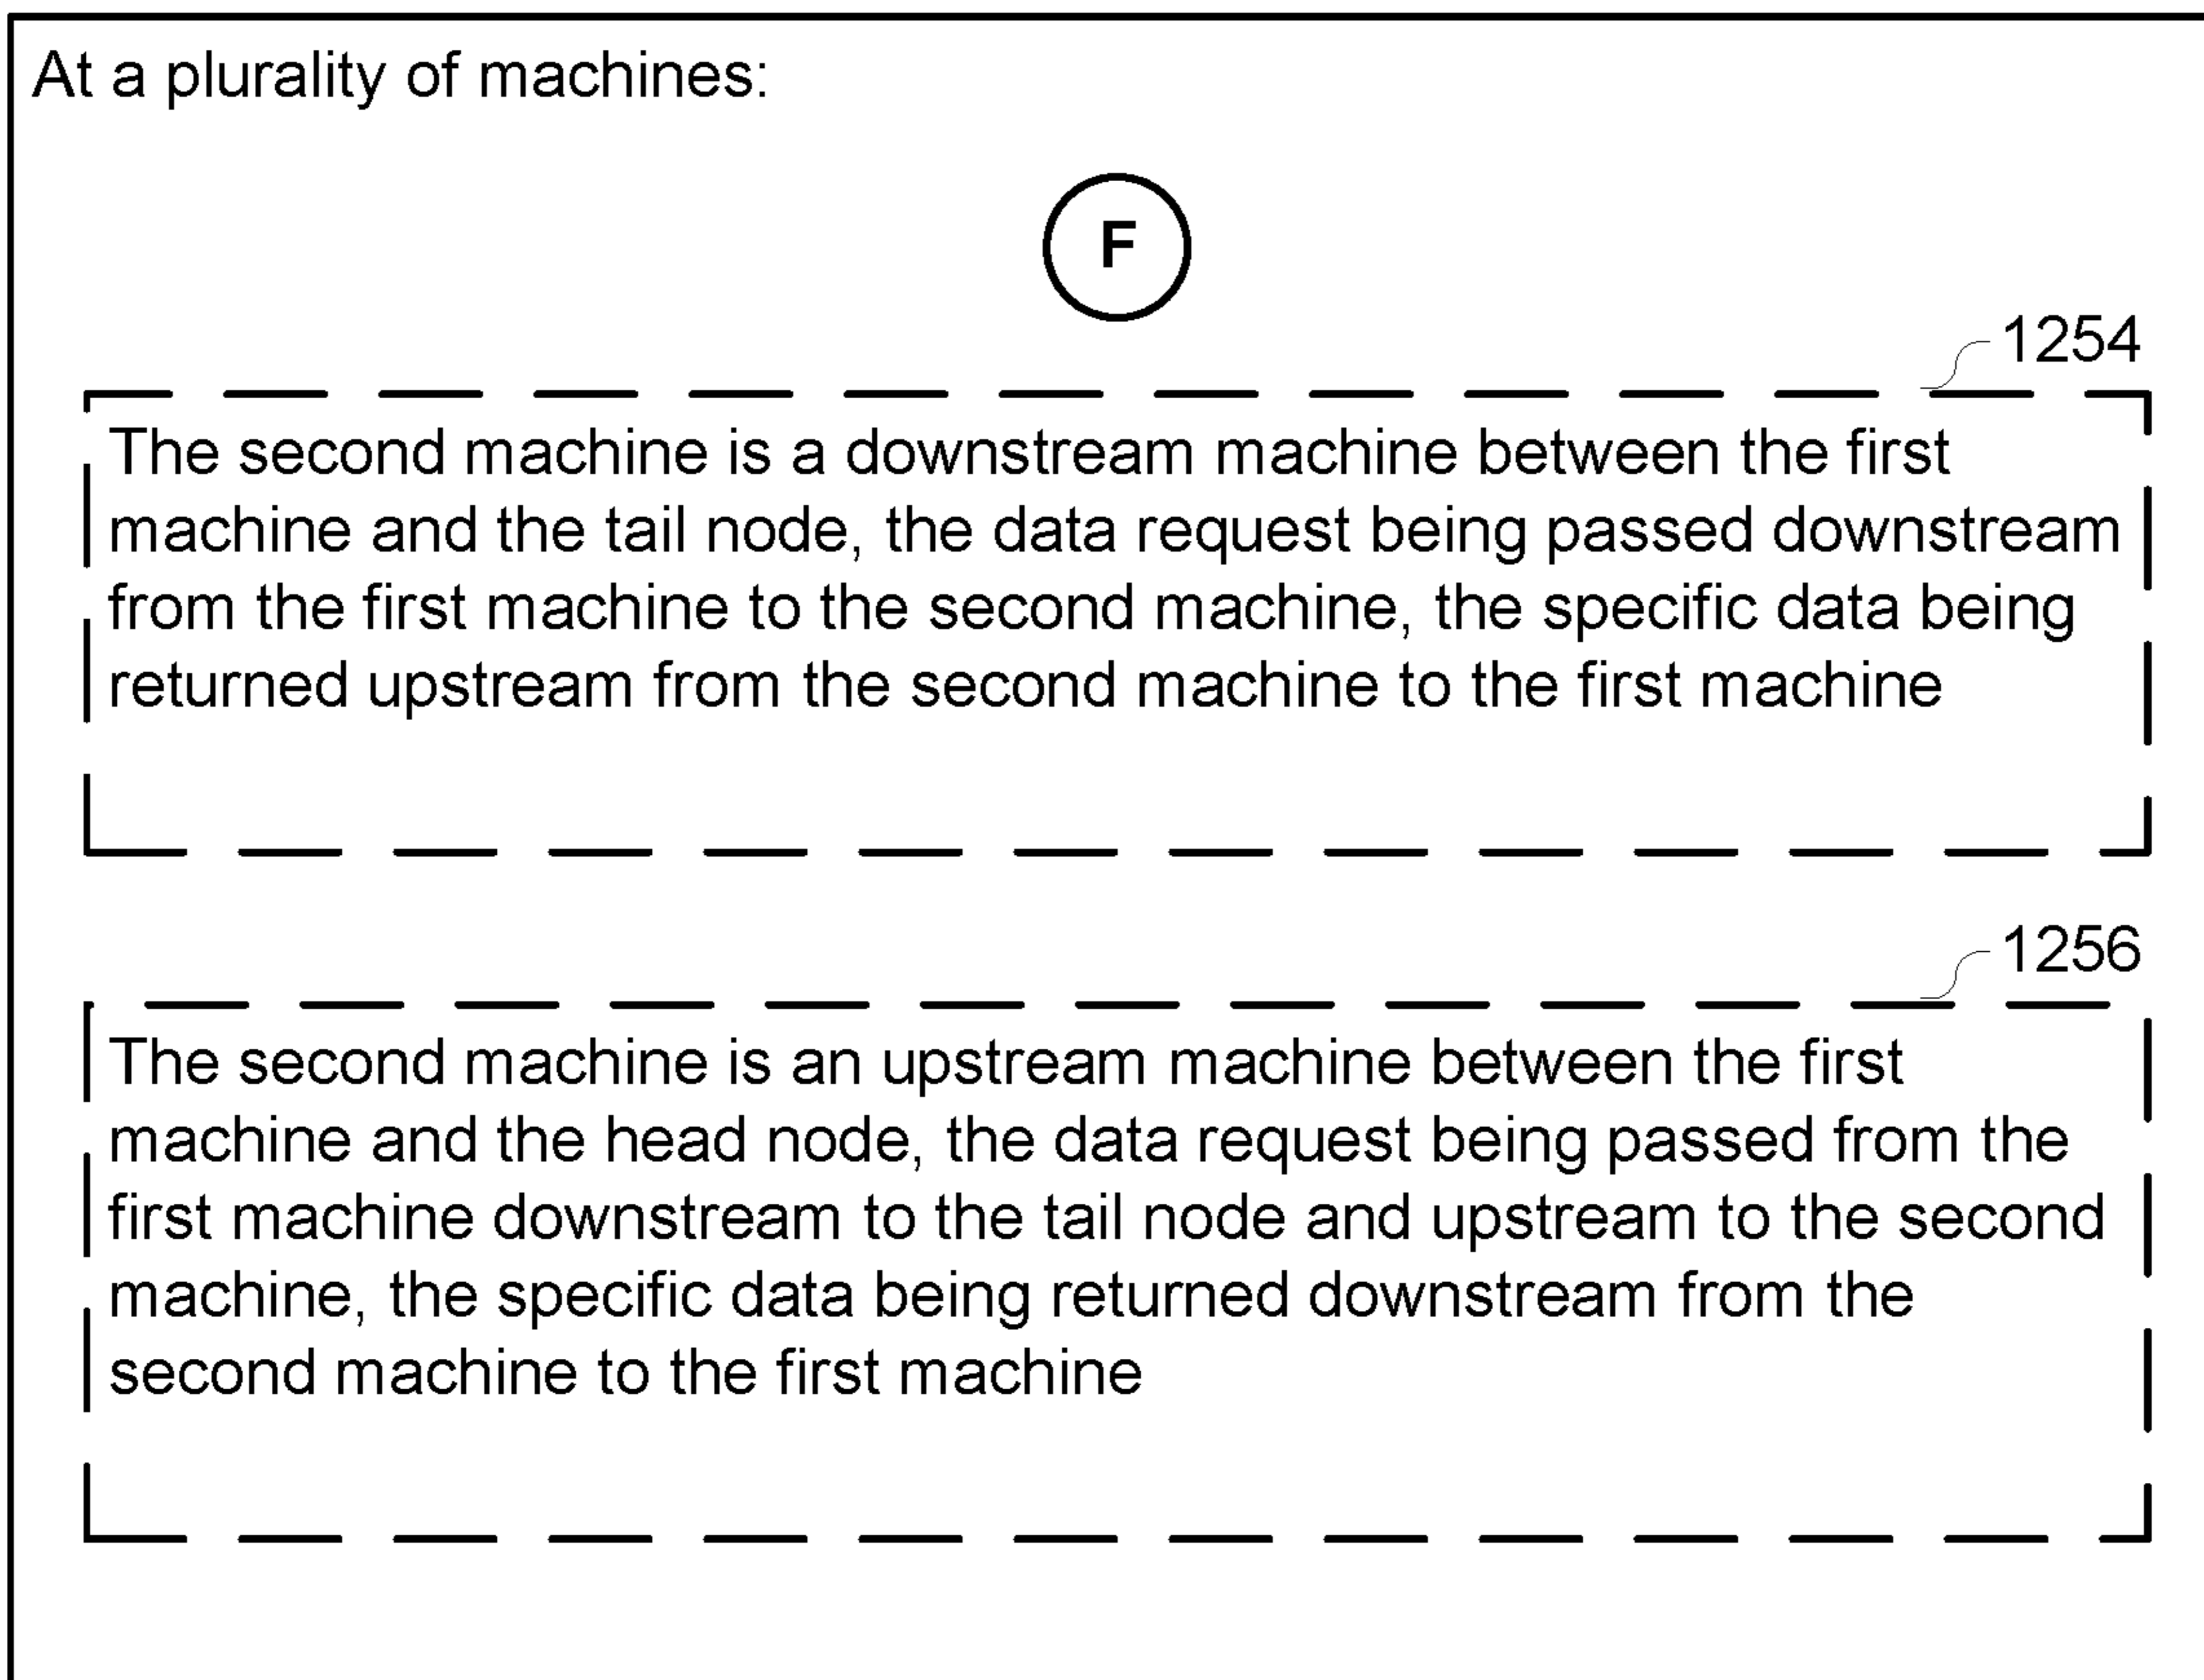 At a plurality of machines:
F
1254
The second machine is a downstream machine between the first
machine and the tail node, the data request being passed downstream
from the first machine to the second machine, the specific data being
returned upstream from the second machine to the first machine
1256
The second machine is an upstream machine between the first
machine and the head node, the data request being passed from the
first machine downstream to the tail node and upstream to the second
machine, the specific data being returned downstream from the
second machine to the first machine